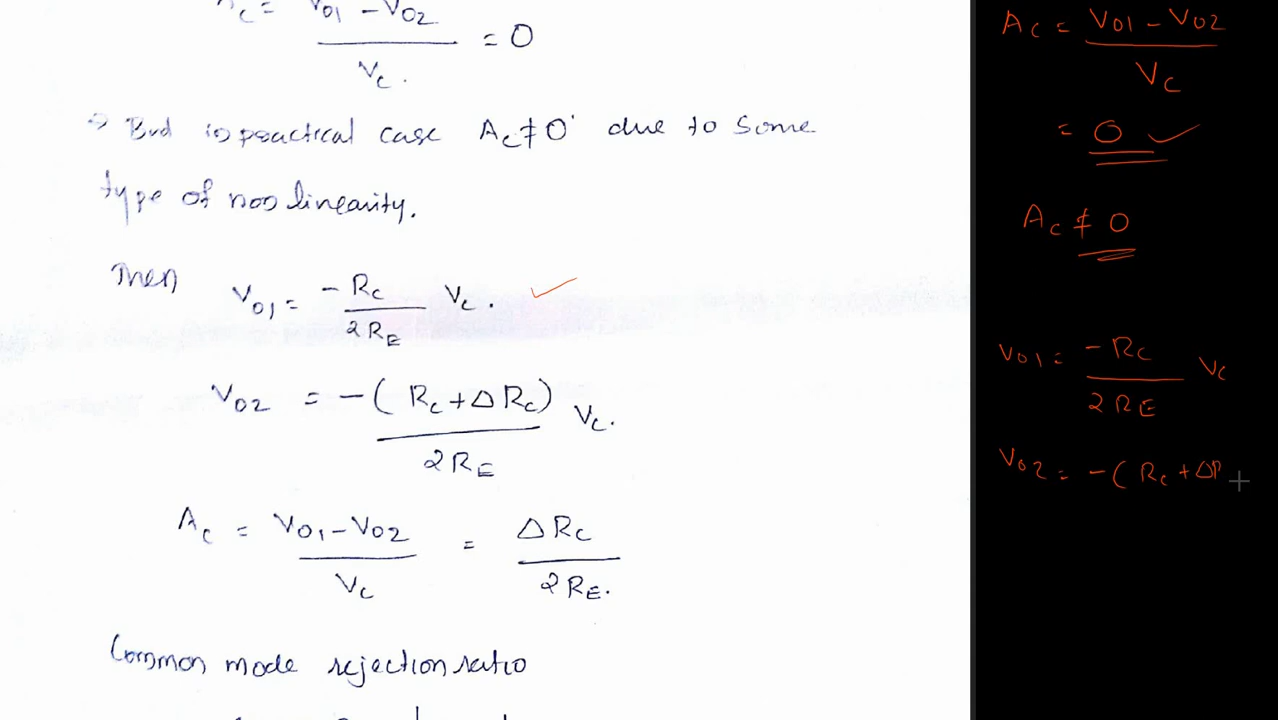 Ac = Vo1 - Vo2 / Vc. = 0
→ But in practical case Ac ≠ 0 due to some
type of non linearity.
Then Vo1 = -Rc / 2RE Vc.
Vo2 = -(Rc + ΔRc) / 2RE Vc.
Ac = Vo1 - Vo2 / Vc = ΔRc / 2RE.
Common mode rejection ratio
Ac = Vo1 - Vo2 / Vc
= 0 ✓
Ac ≠ 0
Vo1 = -Rc / 2RE Vc
Vo2 = -(Rc + Δ